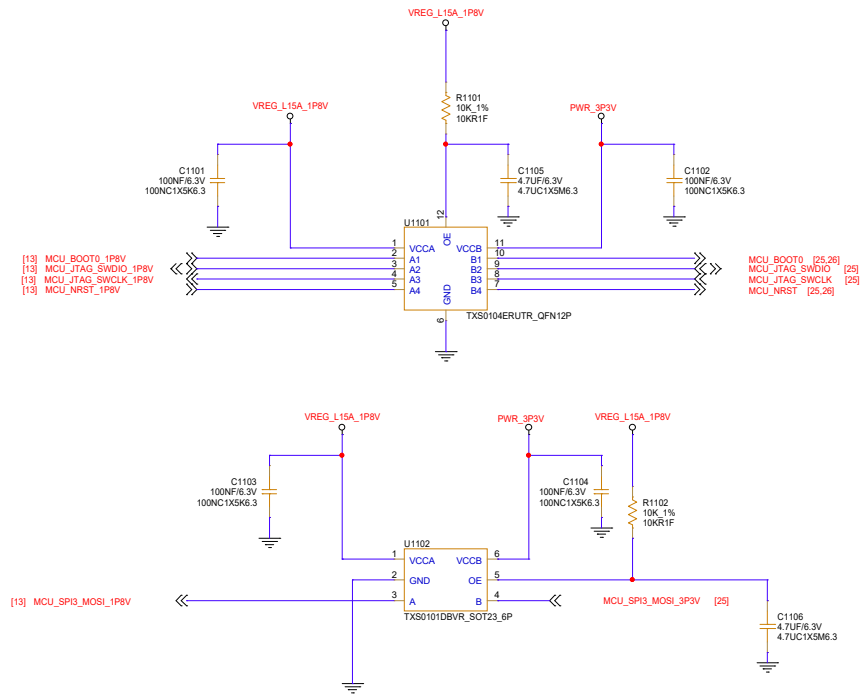 VREG_L15A_1P8V
R1101
10K_1%
10KR1F
VREG_L15A_1P8V
PWR_3P3V
C1101
100NF/6.3V
100NC1X5K6.3
C1105
4.7UF/6.3V
4.7UC1X5M6.3
C1102
100NF/6.3V
100NC1X5K6.3
12
U1101
OE
1 VCCA VCCB 11
[13] MCU_BOOT0_1P8V 2 A1 B1 10 MCU_BOOT0 [25,26]
[13] MCU_JTAG_SWDIO_1P8V 3 A2 B2 9 MCU_JTAG_SWDIO [25]
[13] MCU_JTAG_SWCLK_1P8V 4 A3 B3 8 MCU_JTAG_SWCLK [25]
[13] MCU_NRST_1P8V 5 A4 B4 7 MCU_NRST [25,26]
GND
6
TXS0104ERUTR_QFN12P
VREG_L15A_1P8V
PWR_3P3V
VREG_L15A_1P8V
C1103
100NF/6.3V
100NC1X5K6.3
C1104
100NF/6.3V
100NC1X5K6.3
R1102
10K_1%
10KR1F
U1102
1 VCCA VCCB 6
2 GND OE 5
[13] MCU_SPI3_MOSI_1P8V 3 A B 4 MCU_SPI3_MOSI_3P3V [25]
TXS0101DBVR_SOT23_6P
C1106
4.7UF/6.3V
4.7UC1X5M6.3